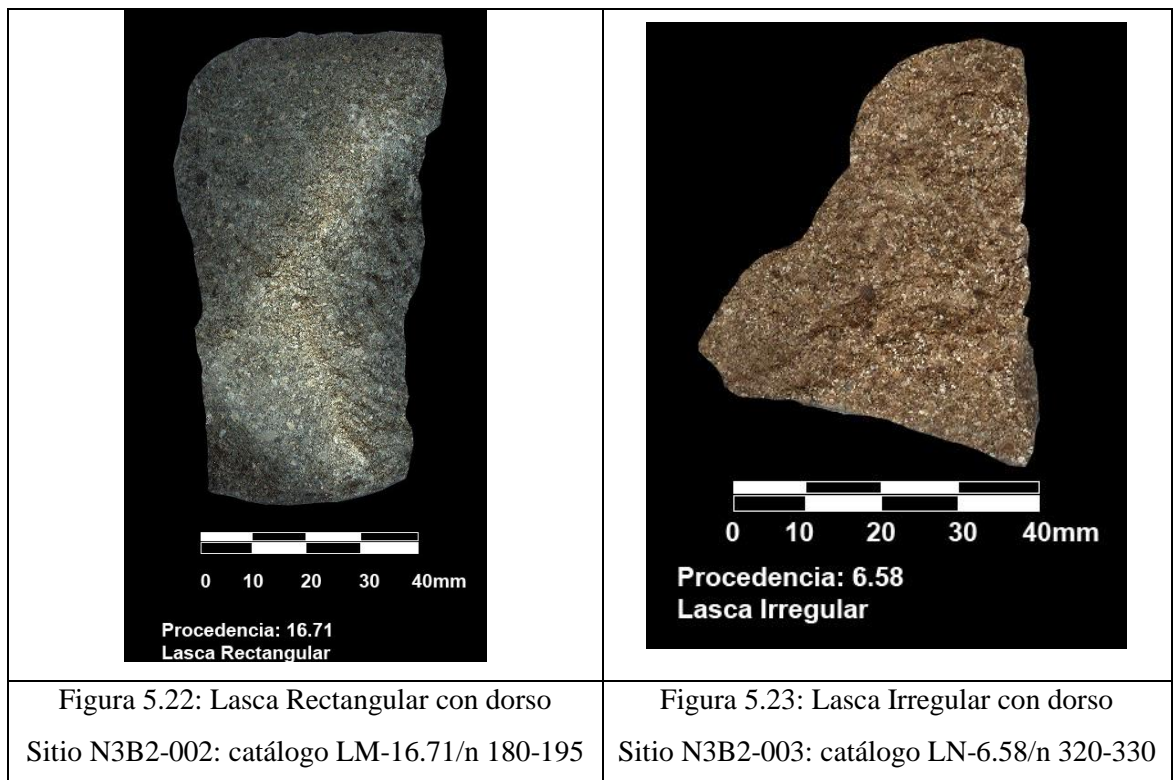 0 10 20 30 40mm
Procedencia: 16.71
Lasca Rectangular
0 10 20 30 40mm
Procedencia: 6.58
Lasca Irregular
Figura 5.22: Lasca Rectangular con dorso
Sitio N3B2-002: catálogo LM-16.71/n 180-195
Figura 5.23: Lasca Irregular con dorso
Sitio N3B2-003: catálogo LN-6.58/n 320-330